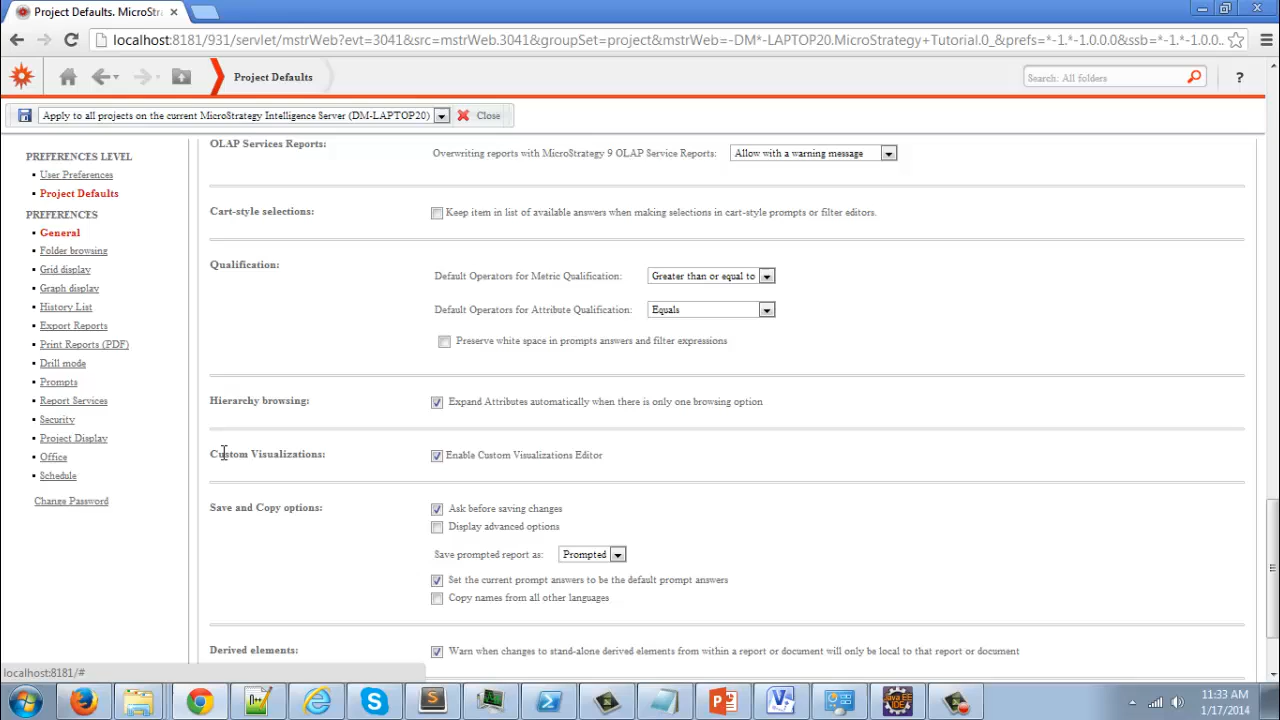 Project Defaults. MicroStr
localhost:8181/931/servlet/mstrWeb?evt=3041&src=mstrWeb.3041&groupSet=project&mstrWeb=-DM*-LAPTOP20.MicroStrategy+Tutorial.0_&prefs=*-1.*-1.0.0.0&ssb=*-1.*-1.0.0..
Project Defaults
Search: All folders
?
Apply to all projects on the current MicroStrategy Intelligence Server (DM-LAPTOP20)
Close
PREFERENCES LEVEL
User Preferences
Project Defaults
PREFERENCES
General
Folder browsing
Grid display
Graph display
History List
Export Reports
Print Reports (PDF)
Drill mode
Prompts
Report Services
Security
Project Display
Office
Schedule
Change Password
OLAP Services Reports:
Overwriting reports with MicroStrategy 9 OLAP Service Reports: Allow with a warning message
Cart-style selections:
Keep item in list of available answers when making selections in cart-style prompts or filter editors.
Qualification:
Default Operators for Metric Qualification: Greater than or equal to
Default Operators for Attribute Qualification: Equals
Preserve white space in prompts answers and filter expressions
Hierarchy browsing:
Expand Attributes automatically when there is only one browsing option
Custom Visualizations:
Enable Custom Visualizations Editor
Save and Copy options:
Ask before saving changes
Display advanced options
Save prompted report as: Prompted
Set the current prompt answers to be the default prompt answers
Copy names from all other languages
Derived elements:
Warn when changes to stand-alone derived elements from within a report or document will only be local to that report or document
localhost:8181/#
11:33 AM
1/17/2014